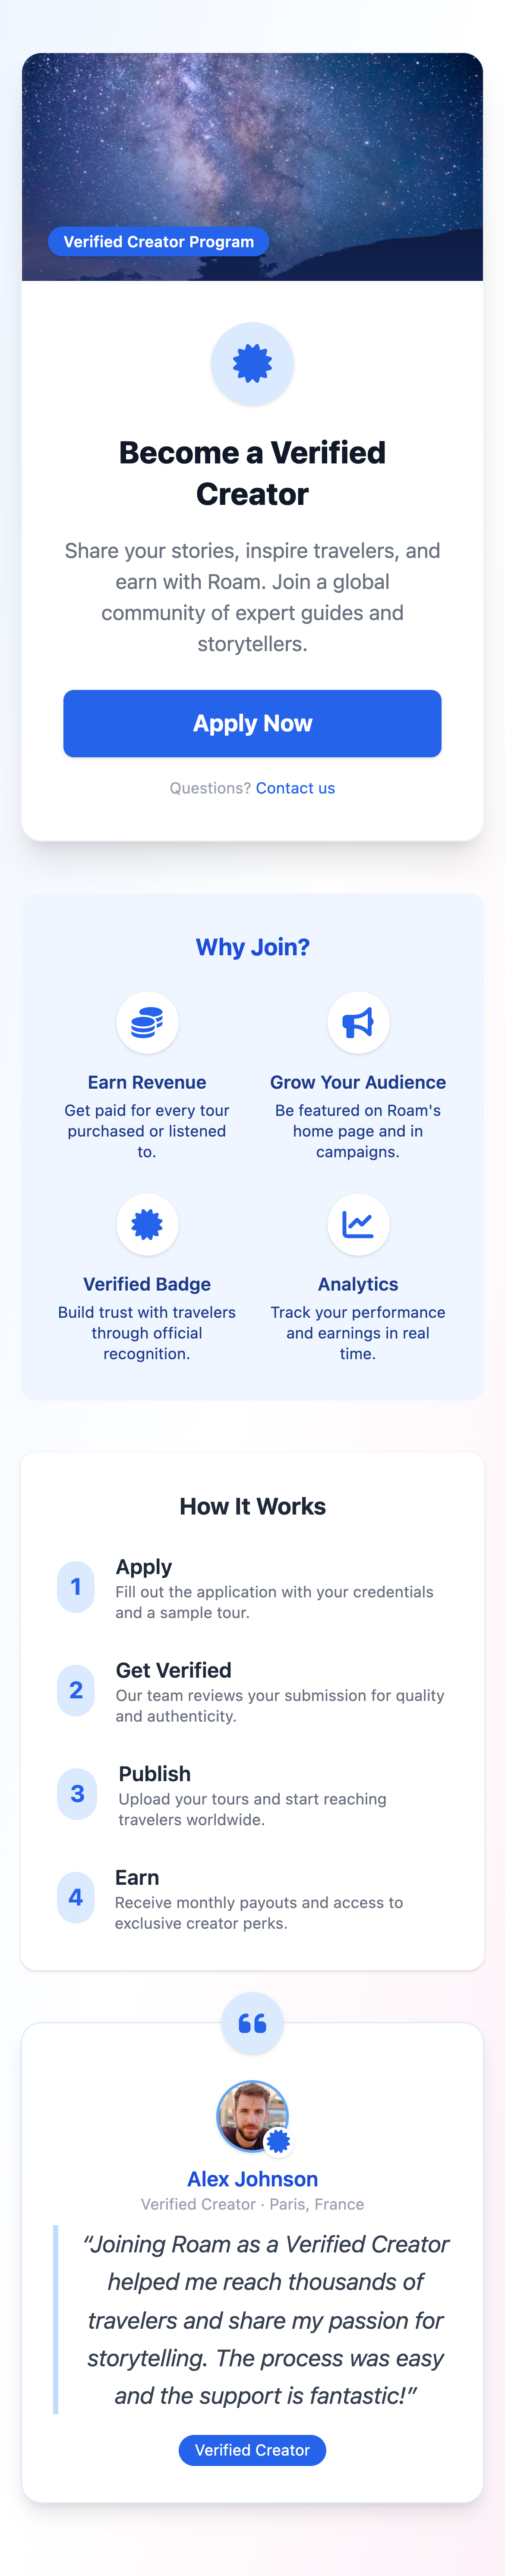 Verified Creator Program
Become a Verified
Creator
Share your stories, inspire travelers, and
earn with Roam. Join a global
community of expert guides and
storytellers.
Apply Now
Questions? Contact us
Why Join?
Earn Revenue
Get paid for every tour
purchased or listened
to.
Grow Your Audience
Be featured on Roam's
home page and in
campaigns.
Verified Badge
Build trust with travelers
through official
recognition.
Analytics
Track your performance
and earnings in real
time.
How It Works
1
Apply
Fill out the application with your credentials
and a sample tour.
2
Get Verified
Our team reviews your submission for quality
and authenticity.
3
Publish
Upload your tours and start reaching
travelers worldwide.
4
Earn
Receive monthly payouts and access to
exclusive creator perks.
Alex Johnson
Verified Creator · Paris, France
“Joining Roam as a Verified Creator
helped me reach thousands of
travelers and share my passion for
storytelling. The process was easy
and the support is fantastic!”
Verified Creator